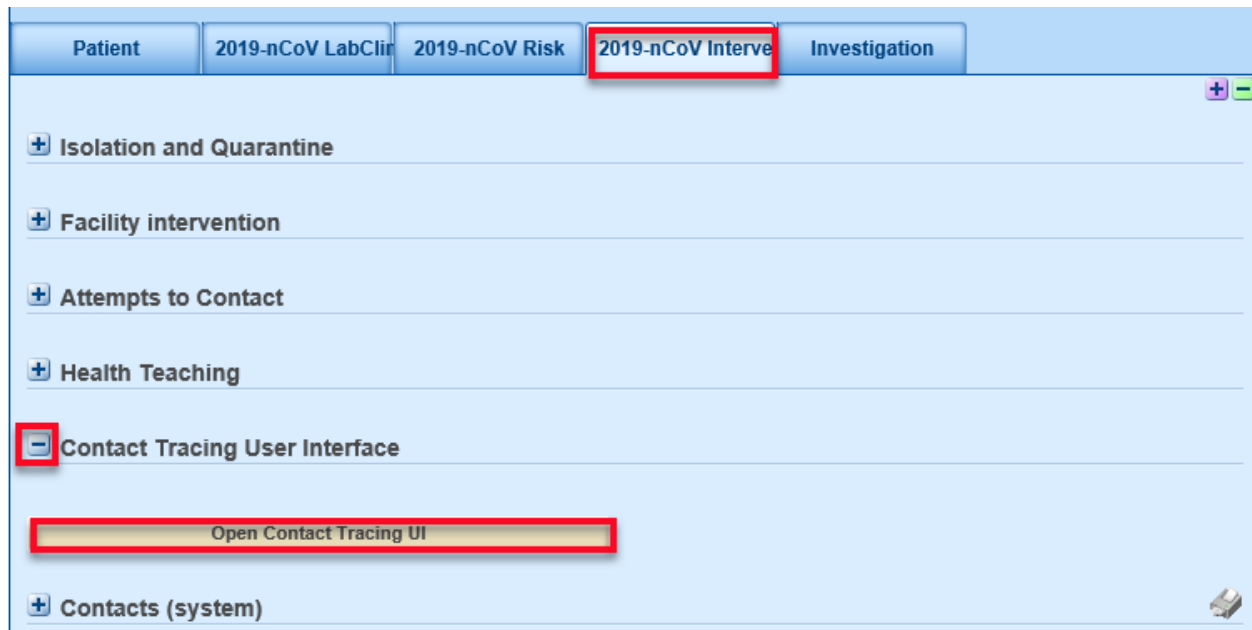 Patient 2019-nCoV LabClin 2019-nCoV Risk 2019-nCoV Interve Investigation
Isolation and Quarantine
Facility intervention
Attempts to Contact
Health Teaching
Contact Tracing User Interface
Open Contact Tracing UI
Contacts (system)